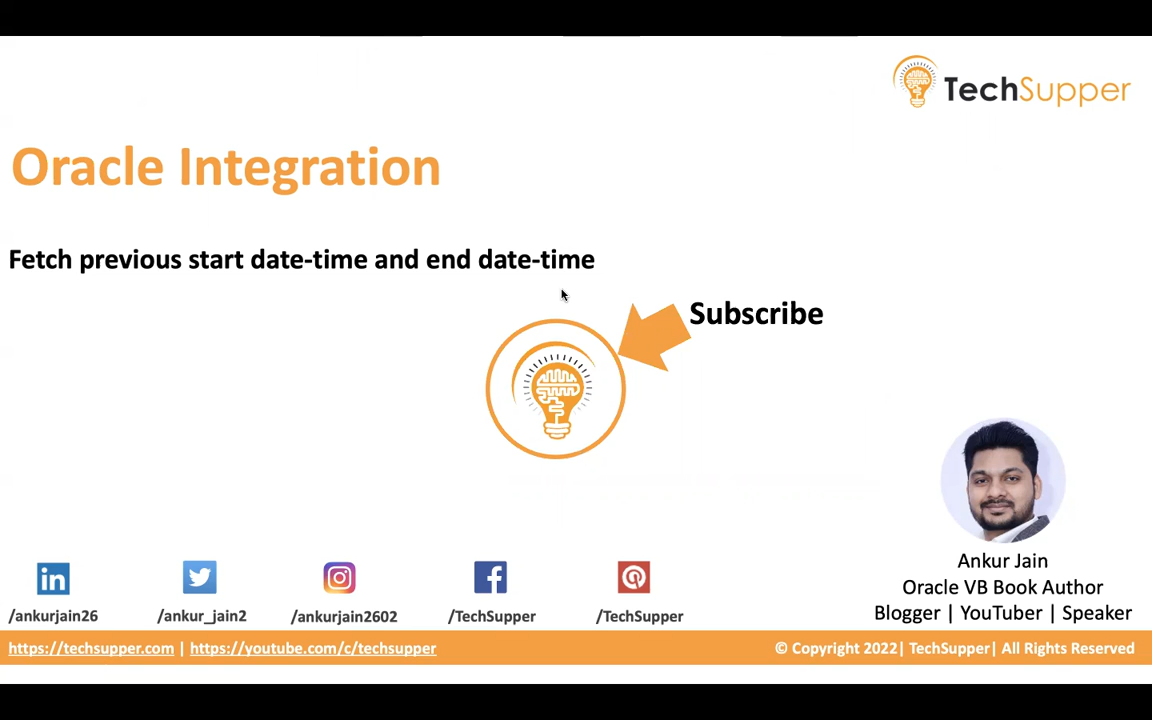 TechSupper
Oracle Integration
Fetch previous start date-time and end date-time
Subscribe
Ankur Jain
Oracle VB Book Author
Blogger | YouTuber | Speaker
/ankurjain26
/ankur_jain2
/ankurjain2602
/TechSupper
/TechSupper
https://techsupper.com | https://youtube.com/c/techsupper
© Copyright 2022| TechSupper| All Rights Reserved